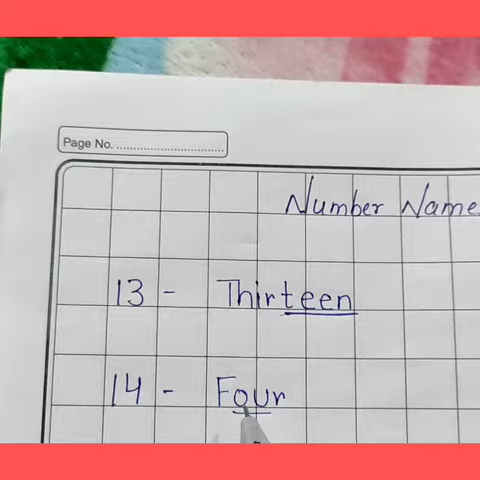 Page No. ................................
Number Name
13 - Thirteen
14 - Four